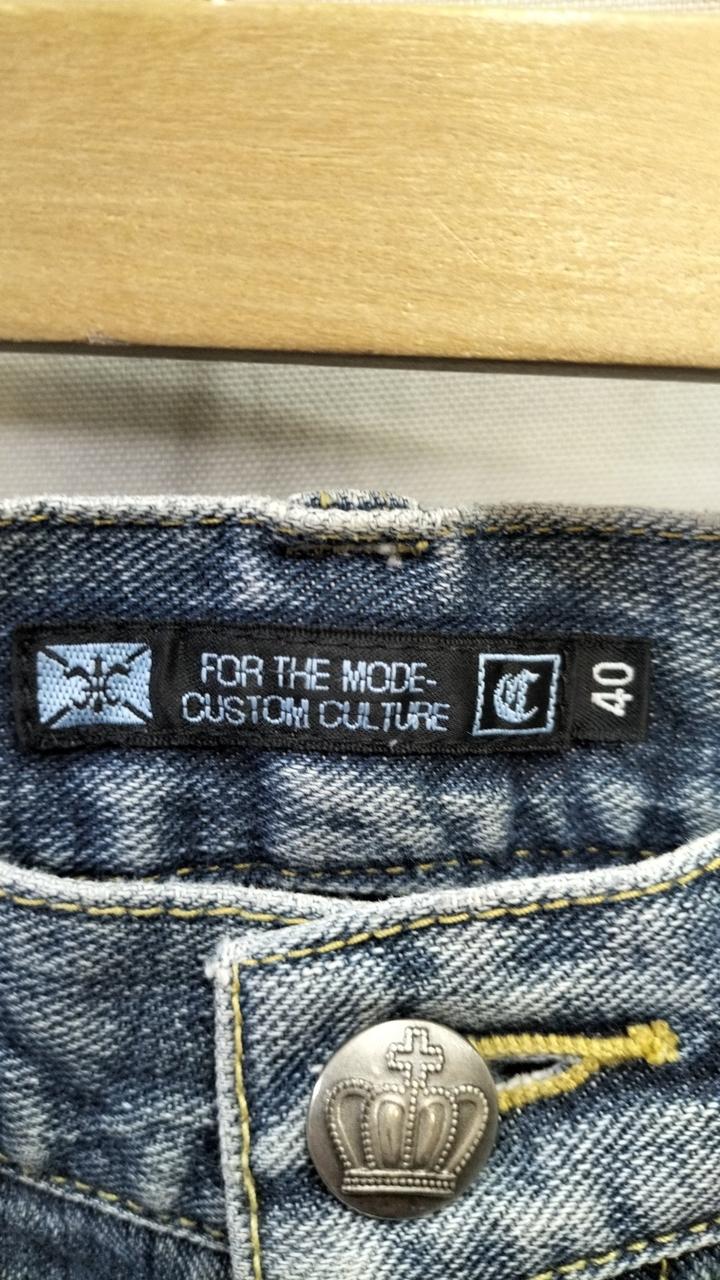 FOR THE MODE-
CUSTOM CULTURE
C
40